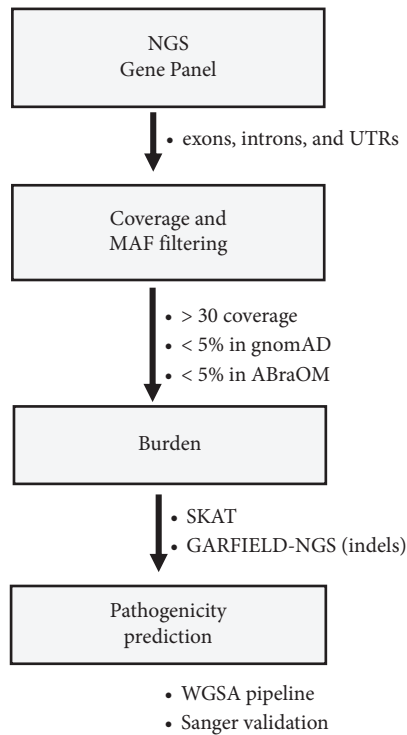 NGS
Gene Panel
• exons, introns, and UTRs
Coverage and
MAF filtering
• > 30 coverage
• < 5% in gnomAD
• < 5% in ABraOM
Burden
• SKAT
• GARFIELD-NGS (indels)
Pathogenicity
prediction
• WGSA pipeline
• Sanger validation